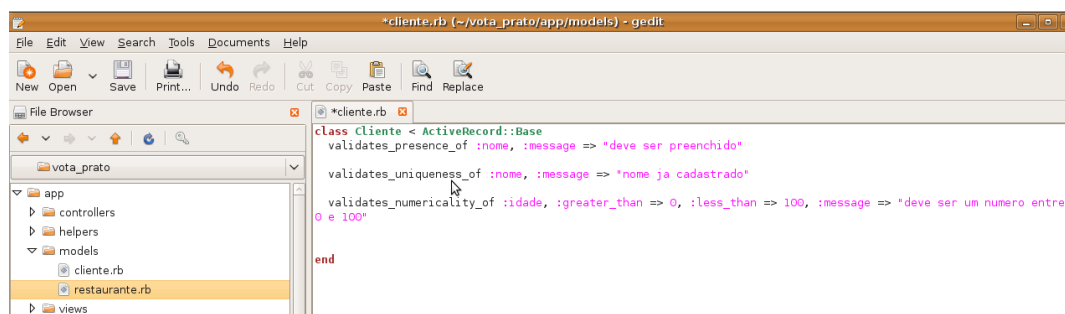 *cliente.rb (~/vota_prato/app/models) - gedit
File Edit View Search Tools Documents Help
New Open Save Print... Undo Redo Cut Copy Paste Find Replace
File Browser
*cliente.rb
vota_prato
app
controllers
helpers
models
cliente.rb
restaurante.rb
views
class Cliente < ActiveRecord::Base
validates_presence_of :nome, :message => "deve ser preenchido"
validates_uniqueness_of :nome, :message => "nome ja cadastrado"
validates_numericality_of :idade, :greater_than => 0, :less_than => 100, :message => "deve ser um numero entre
0 e 100"
end